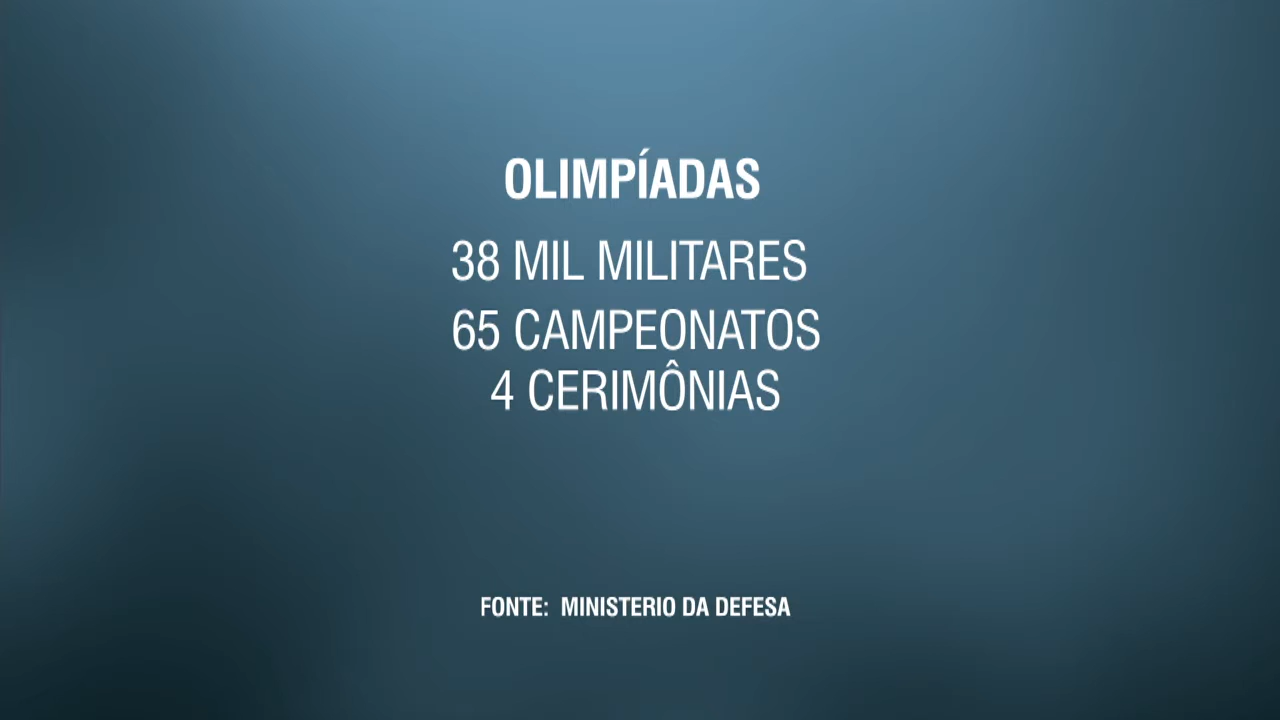 OLIMPÍADAS
38 MIL MILITARES
65 CAMPEONATOS
4 CERIMÔNIAS
FONTE: MINISTERIO DA DEFESA